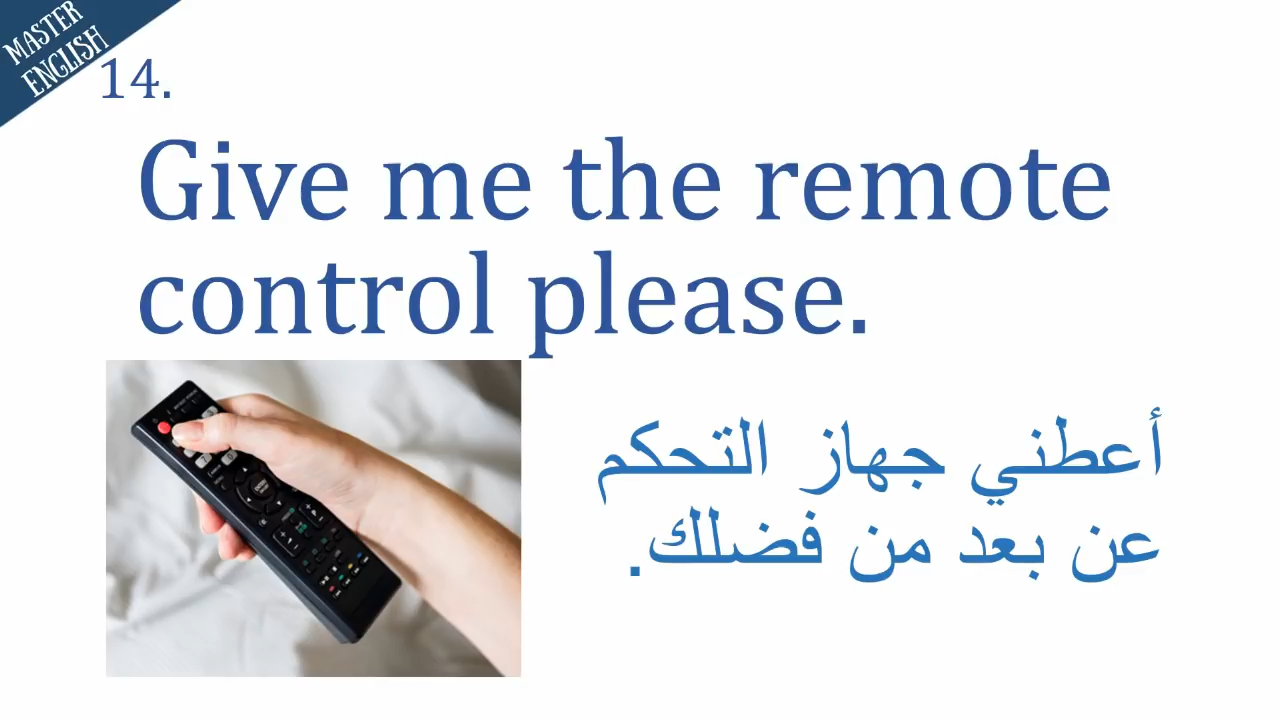 MASTER
ENGLISH
14.
Give me the remote
control please.
أعطني جهاز التحكم
عن بعد من فضلك.